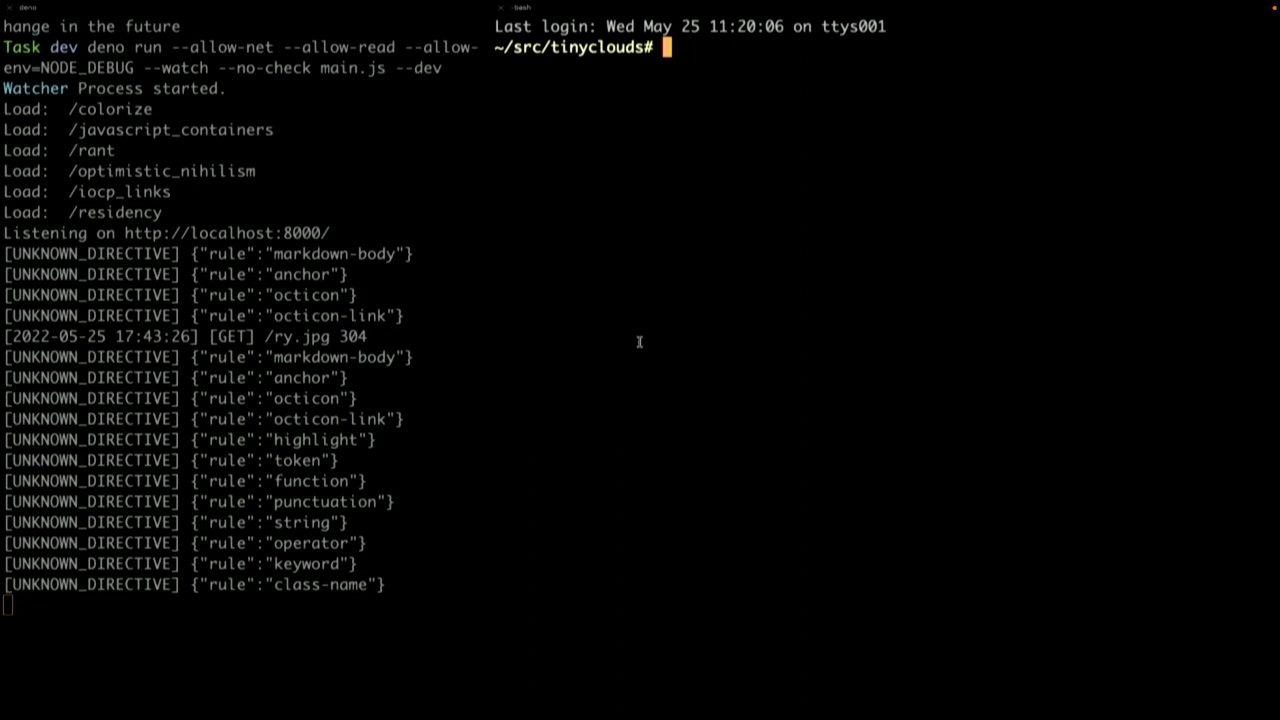 deno
hange in the future
Task dev deno run --allow-net --allow-read --allow-
env=NODE_DEBUG --watch --no-check main.js --dev
Watcher Process started.
Load:  /colorize
Load:  /javascript_containers
Load:  /rant
Load:  /optimistic_nihilism
Load:  /iocp_links
Load:  /residency
Listening on http://localhost:8000/
[UNKNOWN_DIRECTIVE] {"rule":"markdown-body"}
[UNKNOWN_DIRECTIVE] {"rule":"anchor"}
[UNKNOWN_DIRECTIVE] {"rule":"octicon"}
[UNKNOWN_DIRECTIVE] {"rule":"octicon-link"}
[2022-05-25 17:43:26] [GET] /ry.jpg 304
[UNKNOWN_DIRECTIVE] {"rule":"markdown-body"}
[UNKNOWN_DIRECTIVE] {"rule":"anchor"}
[UNKNOWN_DIRECTIVE] {"rule":"octicon"}
[UNKNOWN_DIRECTIVE] {"rule":"octicon-link"}
[UNKNOWN_DIRECTIVE] {"rule":"highlight"}
[UNKNOWN_DIRECTIVE] {"rule":"token"}
[UNKNOWN_DIRECTIVE] {"rule":"function"}
[UNKNOWN_DIRECTIVE] {"rule":"punctuation"}
[UNKNOWN_DIRECTIVE] {"rule":"string"}
[UNKNOWN_DIRECTIVE] {"rule":"operator"}
[UNKNOWN_DIRECTIVE] {"rule":"keyword"}
[UNKNOWN_DIRECTIVE] {"rule":"class-name"}
-bash
Last login: Wed May 25 11:20:06 on ttys001
~/src/tinyclouds#